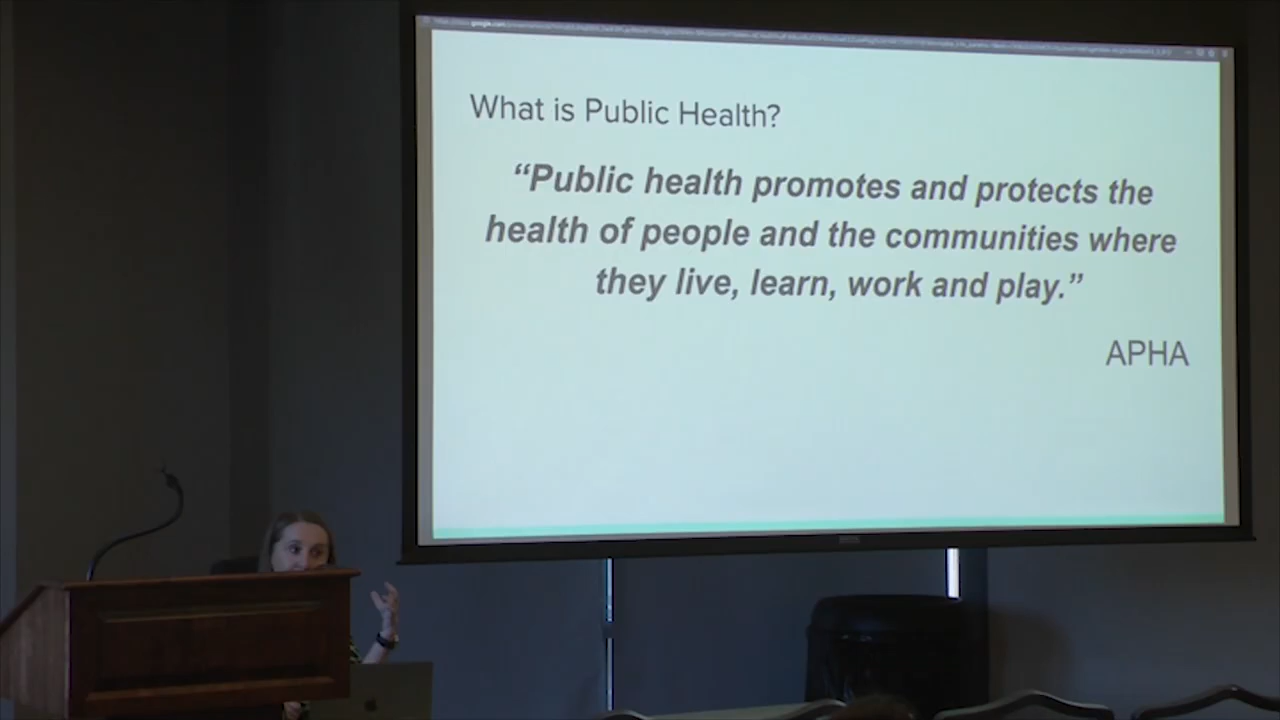 What is Public Health?
“Public health promotes and protects the
health of people and the communities where
they live, learn, work and play.”
APHA